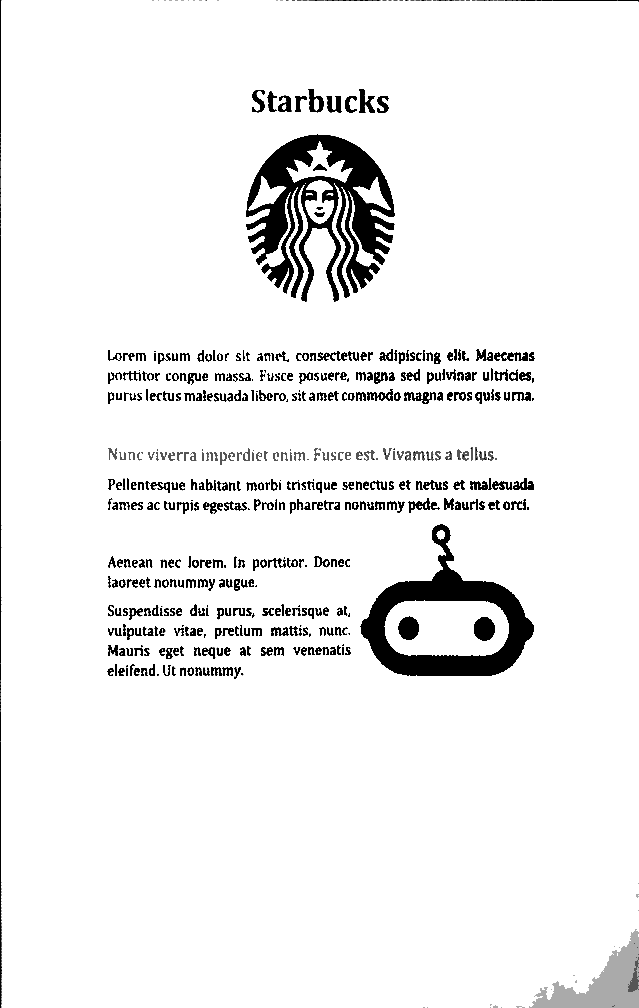 Starbucks
Lorem ipsum dolor sit amet, consectetuer adipiscing elit. Maecenas
porttitor congue massa. Fusce posuere, magna sed pulvinar ultricies,
purus lectus malesuada libero, sit amet commodo magna eros quis urna.
Nunc viverra imperdiet enim. Fusce est. Vivamus a tellus.
Pellentesque habitant morbi tristique senectus et netus et malesuada
fames ac turpis egestas. Proin pharetra nonummy pede. Mauris et orci.
Aenean nec lorem. In porttitor. Donec
laoreet nonummy augue.
Suspendisse dui purus, scelerisque at,
vulputate vitae, pretium mattis, nunc.
Mauris eget neque at sem venenatis
eleifend. Ut nonummy.